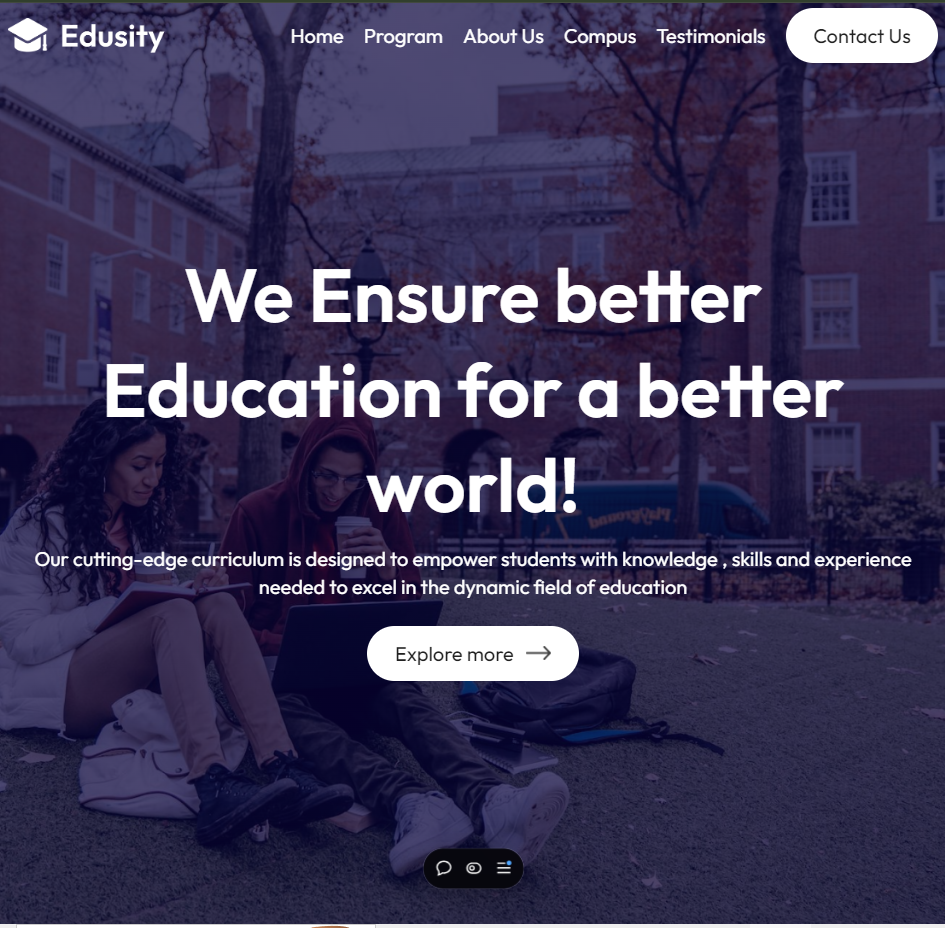 Edusity
Home Program About Us Compus Testimonials Contact Us
We Ensure better
Education for a better
world!
Our cutting-edge curriculum is designed to empower students with knowledge , skills and experience
needed to excel in the dynamic field of education
Explore more